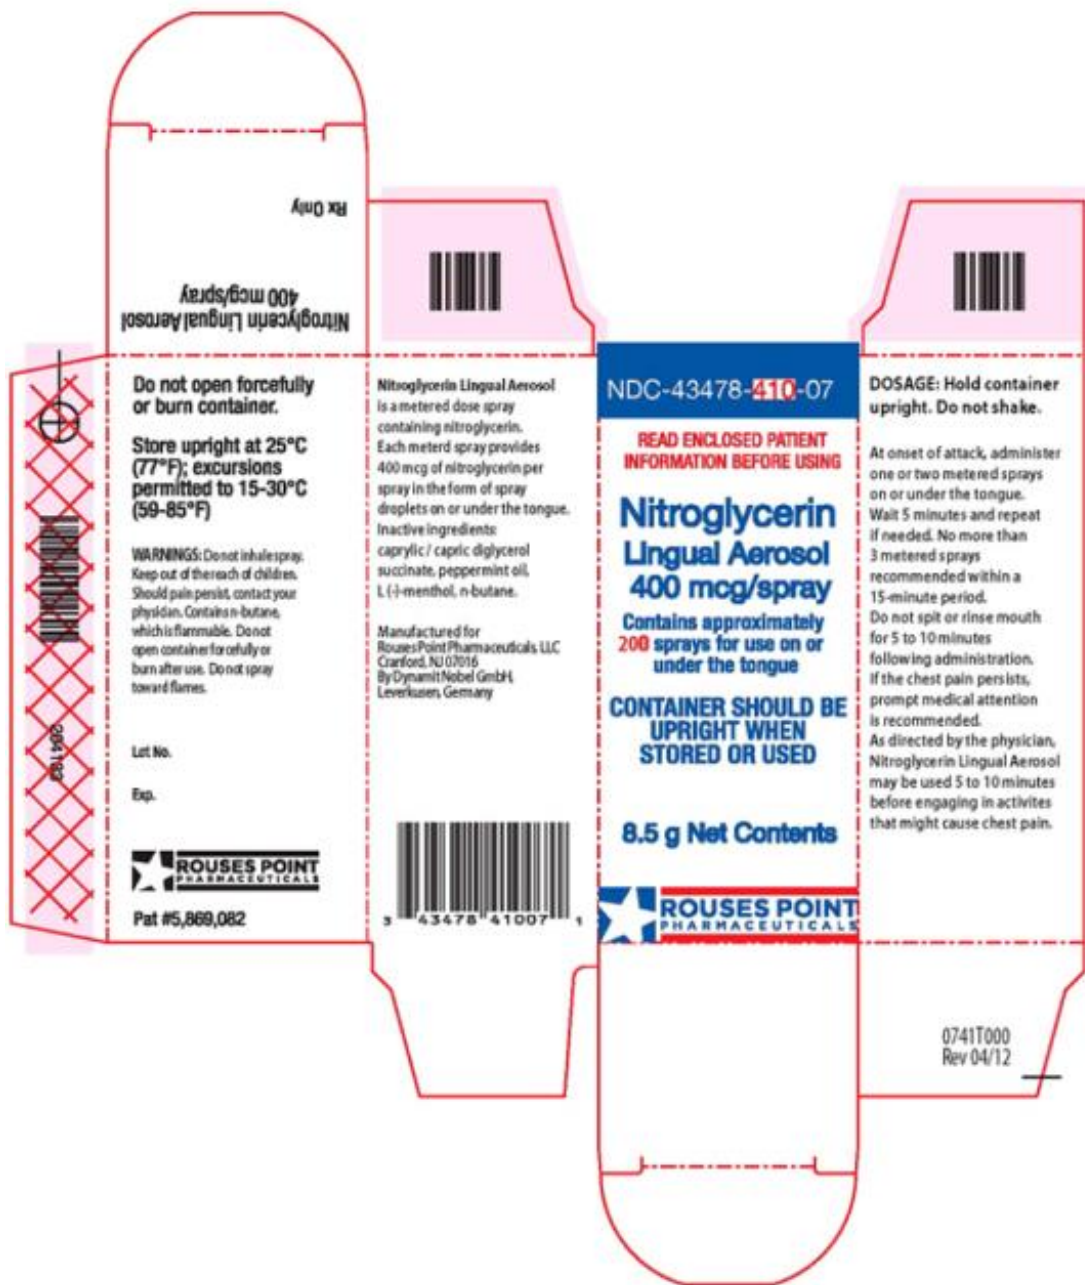 Rx Only
Nitroglycerin Lingual Aerosol
400 mcg/spray
Do not open forcefully
or burn container.
Store upright at 25°C
(77°F); excursions
permitted to 15-30°C
(59-85°F)
WARNINGS: Do not inhale spray.
Keep out of the reach of children.
Should pain persist, contact your
physician. Contains n-butane,
which is flammable. Do not
open container forcefully or
burn after use. Do not spray
toward flames.
Lot No.
Exp.
ROUSES POINT
PHARMACEUTICALS
Pat #5,869,082
Nitroglycerin Lingual Aerosol
is a metered dose spray
containing nitroglycerin.
Each meterd spray provides
400 mcg of nitroglycerin per
spray in the form of spray
droplets on or under the tongue.
Inactive ingredients:
caprylic / capric diglycerol
succinate, peppermint oil,
L (-)-menthol, n-butane.
Manufactured for
Rouses Point Pharmaceuticals, LLC
Cranford, NJ 07016
By Dynamit Nobel GmbH,
Leverkusen, Germany
3 43478 41007 1
NDC-43478-410-07
READ ENCLOSED PATIENT
INFORMATION BEFORE USING
Nitroglycerin
Lingual Aerosol
400 mcg/spray
Contains approximately
200 sprays for use on or
under the tongue
CONTAINER SHOULD BE
UPRIGHT WHEN
STORED OR USED
8.5 g Net Contents
ROUSES POINT
PHARMACEUTICALS
DOSAGE: Hold container
upright. Do not shake.
At onset of attack, administer
one or two metered sprays
on or under the tongue.
Wait 5 minutes and repeat
if needed. No more than
3 metered sprays
recommended within a
15-minute period.
Do not spit or rinse mouth
for 5 to 10 minutes
following administration.
If the chest pain persists,
prompt medical attention
is recommended.
As directed by the physician,
Nitroglycerin Lingual Aerosol
may be used 5 to 10 minutes
before engaging in activites
that might cause chest pain.
0741T000
Rev 04/12